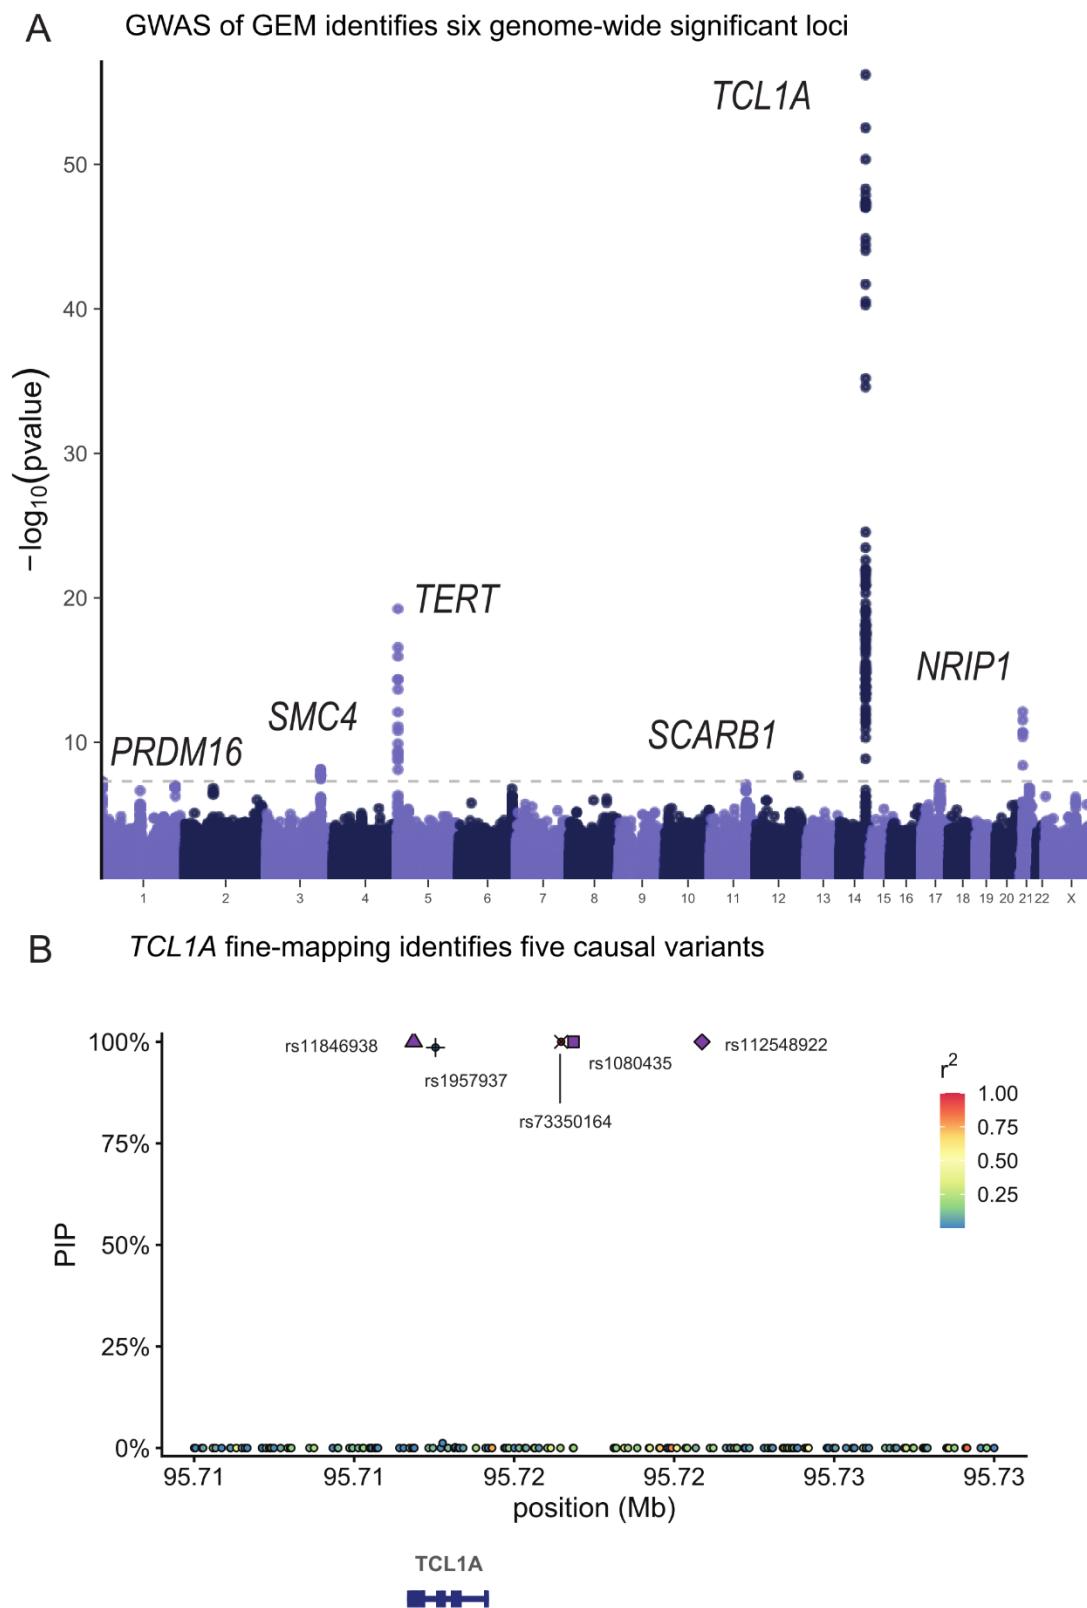 A
GWAS of GEM identifies six genome-wide significant loci
TCL1A
50
40
−log10(pvalue)
30
20
TERT
NRIP1
SMC4
SCARB1
PRDM16
10
1 2 3 4 5 6 7 8 9 10 11 12 13 14 15 16 17 18 19 20 21 22 X
B
TCL1A fine-mapping identifies five causal variants
100%
rs11846938
rs1957937
rs1080435
rs73350164
rs112548922
r2
1.00
0.75
0.50
0.25
75%
50%
PIP
25%
0%
95.71 95.71 95.72 95.72 95.73 95.73
position (Mb)
TCL1A